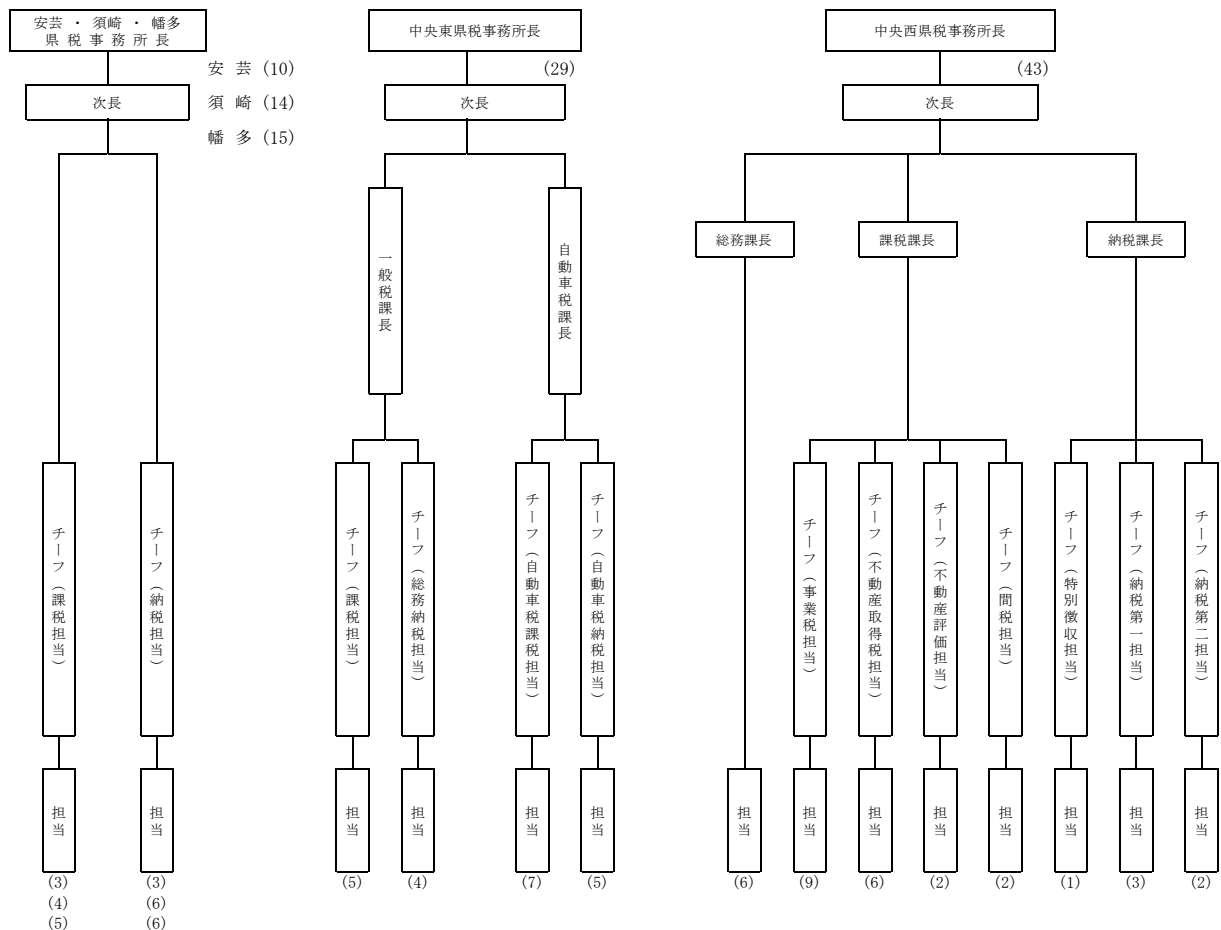 安芸 ・ 須崎 ・ 幡多
県 税 事 務 所 長
安 芸 (10)
次長
須 崎 (14)
幡 多 (15)
チーフ（課税担当）
チーフ（納税担当）
担当
担当
(3)
(4)
(5)
(3)
(6)
(6)
中央東県税事務所長
(29)
次長
一般税課長
自動車税課長
チーフ（課税担当）
チーフ（総務納税担当）
チーフ（自動車税課税担当）
チーフ（自動車税納税担当）
担当
担当
担当
担当
(5)
(4)
(7)
(5)
中央西県税事務所長
(43)
次長
総務課長
課税課長
納税課長
チーフ（事業税担当）
チーフ（不動産取得税担当）
チーフ（不動産評価担当）
チーフ（間税担当）
チーフ（特別徴収担当）
チーフ（納税第一担当）
チーフ（納税第二担当）
担当
担当
担当
担当
担当
担当
担当
担当
(6)
(9)
(6)
(2)
(2)
(1)
(3)
(2)